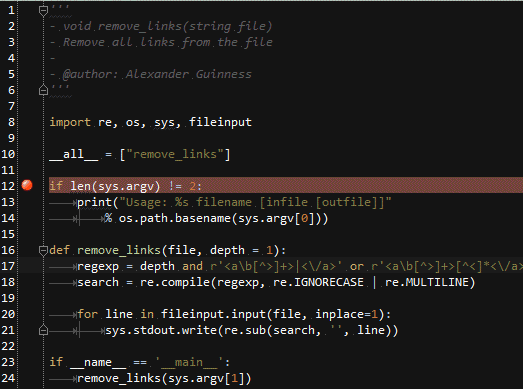 1 '''
2 - void remove_links(string file)
3 - Remove all links from the file
4 -
5 - @author: Alexander Guinness
6 '''
7
8 import re, os, sys, fileinput
9
10 __all__ = ["remove_links"]
11
12 if len(sys.argv) != 2:
13 print("Usage: %s filename [infile [outfile]]"
14 % os.path.basename(sys.argv[0]))
15
16 def remove_links(file, depth = 1):
17 regexp = depth and r'<a\b[^>]+>|<\/a>' or r'<a\b[^>]+>[^<]*<\/a>
18 search = re.compile(regexp, re.IGNORECASE | re.MULTILINE)
19
20 for line in fileinput.input(file, inplace=1):
21 sys.stdout.write(re.sub(search, '', line))
22
23 if __name__ == '__main__':
24 remove_links(sys.argv[1])